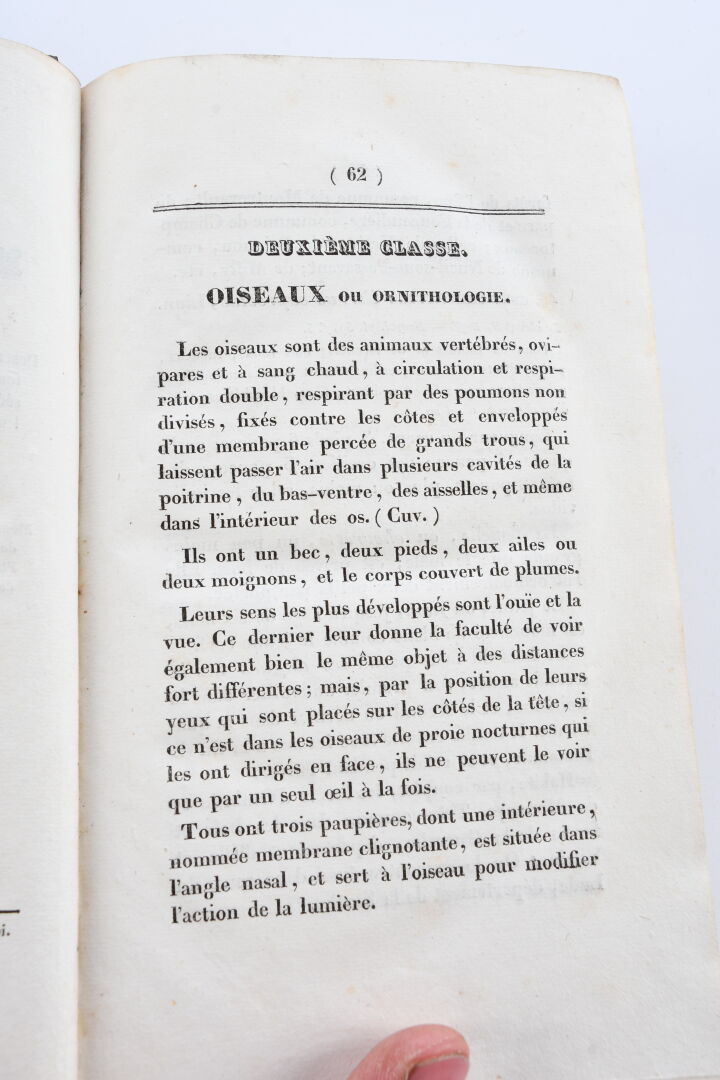 ( 62 )
DEUXIÈME CLASSE.
OISEAUX OU ORNITHOLOGIE.
Les oiseaux sont des animaux vertébrés, ovi-
pares et à sang chaud, à circulation et respi-
ration double, respirant par des poumons non
divisés, fixés contre les côtes et enveloppés
d'une membrane percée de grands trous, qui
laissent passer l'air dans plusieurs cavités de la
poitrine, du bas-ventre, des aisselles, et même
dans l'intérieur des os. (Cuv.)
Ils ont un bec, deux pieds, deux ailes ou
deux moignons, et le corps couvert de plumes.
Leurs sens les plus développés sont l'ouïe et la
vue. Ce dernier leur donne la faculté de voir
également bien le même objet à des distances
fort différentes; mais, par la position de leurs
yeux qui sont placés sur les côtés de la tête, si
ce n'est dans les oiseaux de proie nocturnes qui
les ont dirigés en face, ils ne peuvent le voir
que par un seul œil à la fois.
Tous ont trois paupières, dont une intérieure,
nommée membrane clignotante, est située dans
l'angle nasal, et sert à l'oiseau pour modifier
l'action de la lumière.